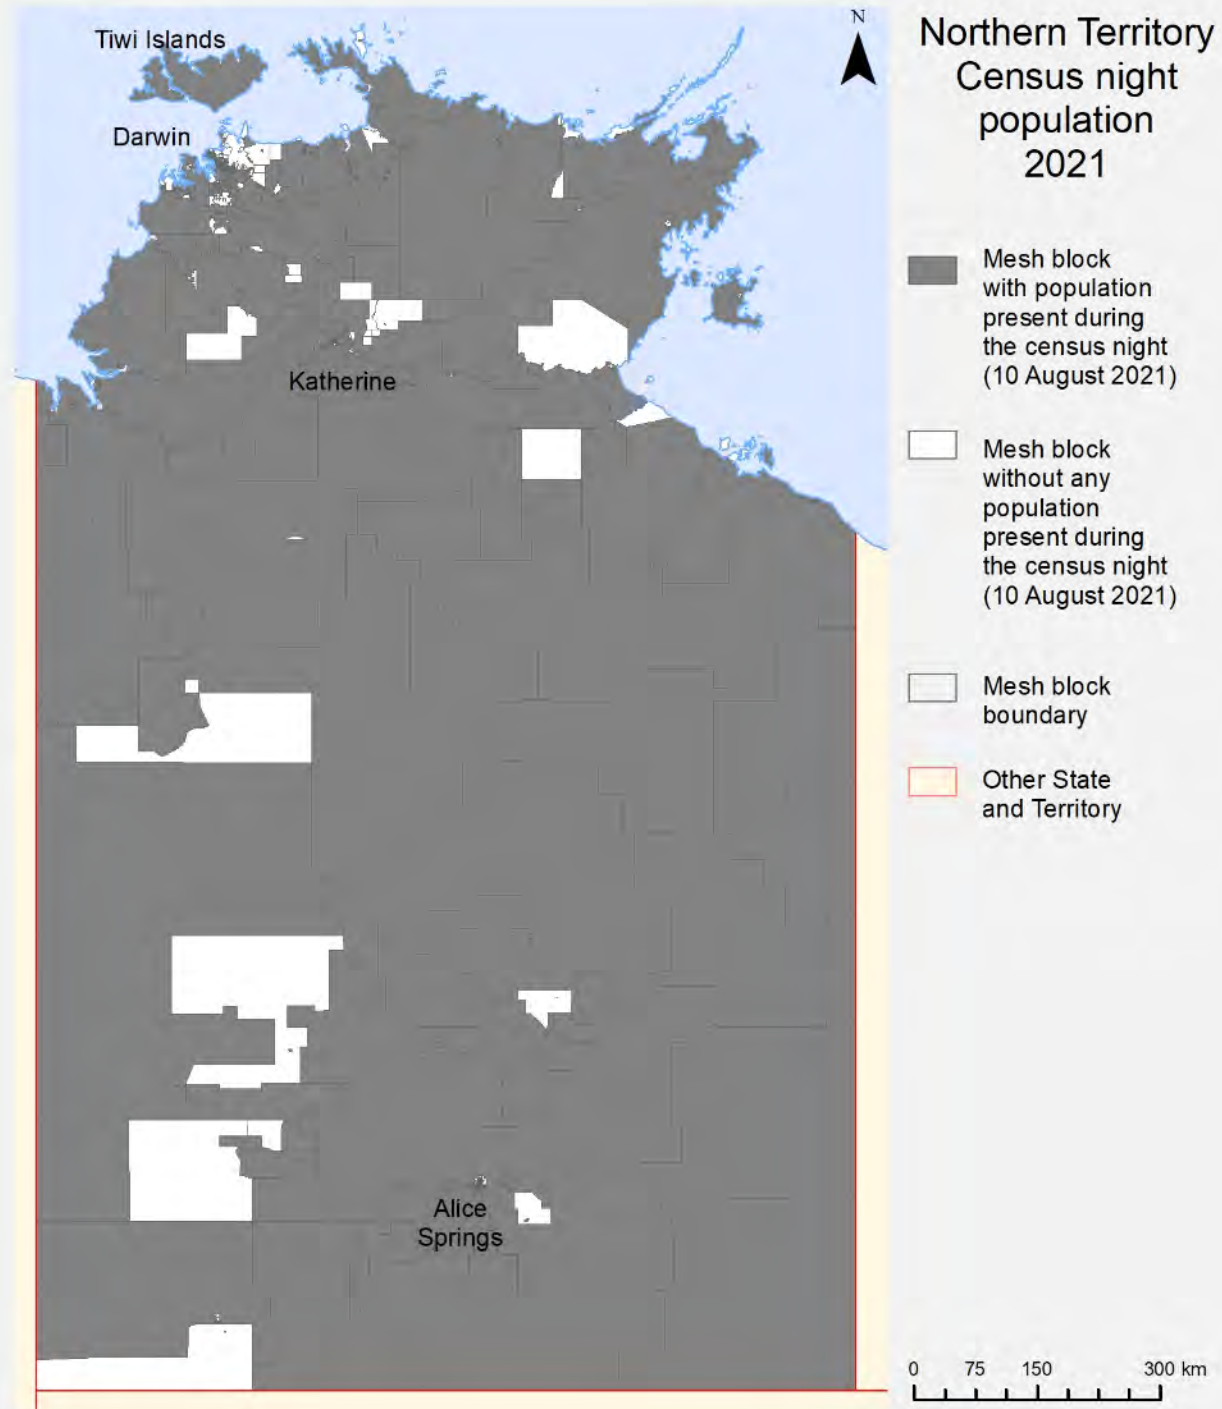 Northern Territory
Census night
population
2021
N
Tiwi Islands
Darwin
Katherine
Alice
Springs
Mesh block
with population
present during
the census night
(10 August 2021)
Mesh block
without any
population
present during
the census night
(10 August 2021)
Mesh block
boundary
Other State
and Territory
0 75 150 300 km